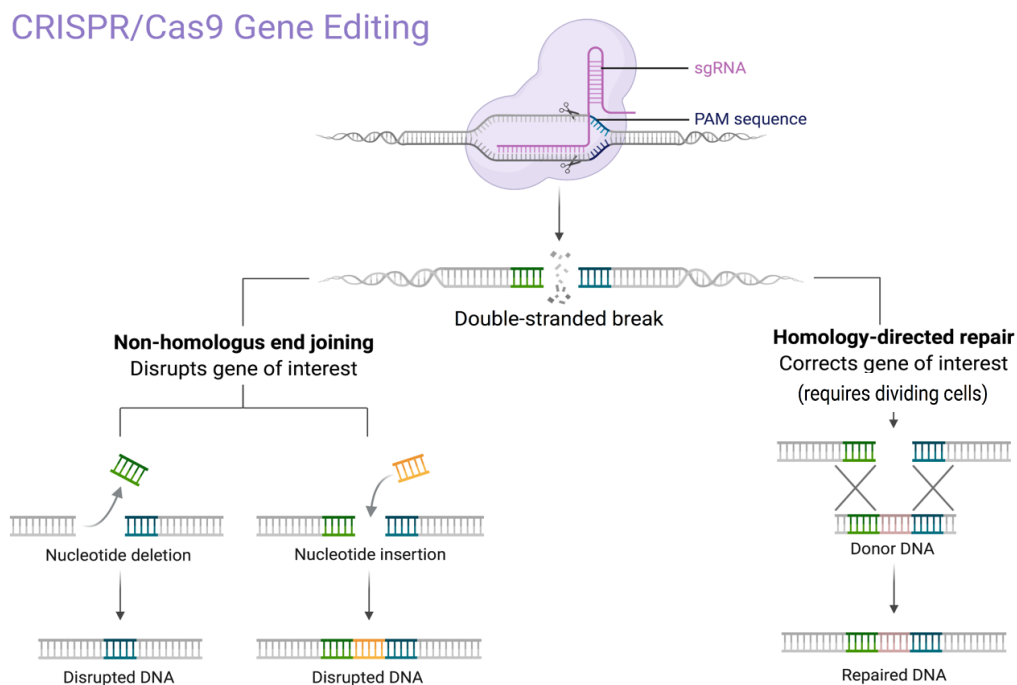 CRISPR/Cas9 Gene Editing
sgRNA
PAM sequence
Double-stranded break
Non-homologus end joining
Disrupts gene of interest
Homology-directed repair
Corrects gene of interest
(requires dividing cells)
Nucleotide deletion
Nucleotide insertion
Donor DNA
Disrupted DNA
Disrupted DNA
Repaired DNA